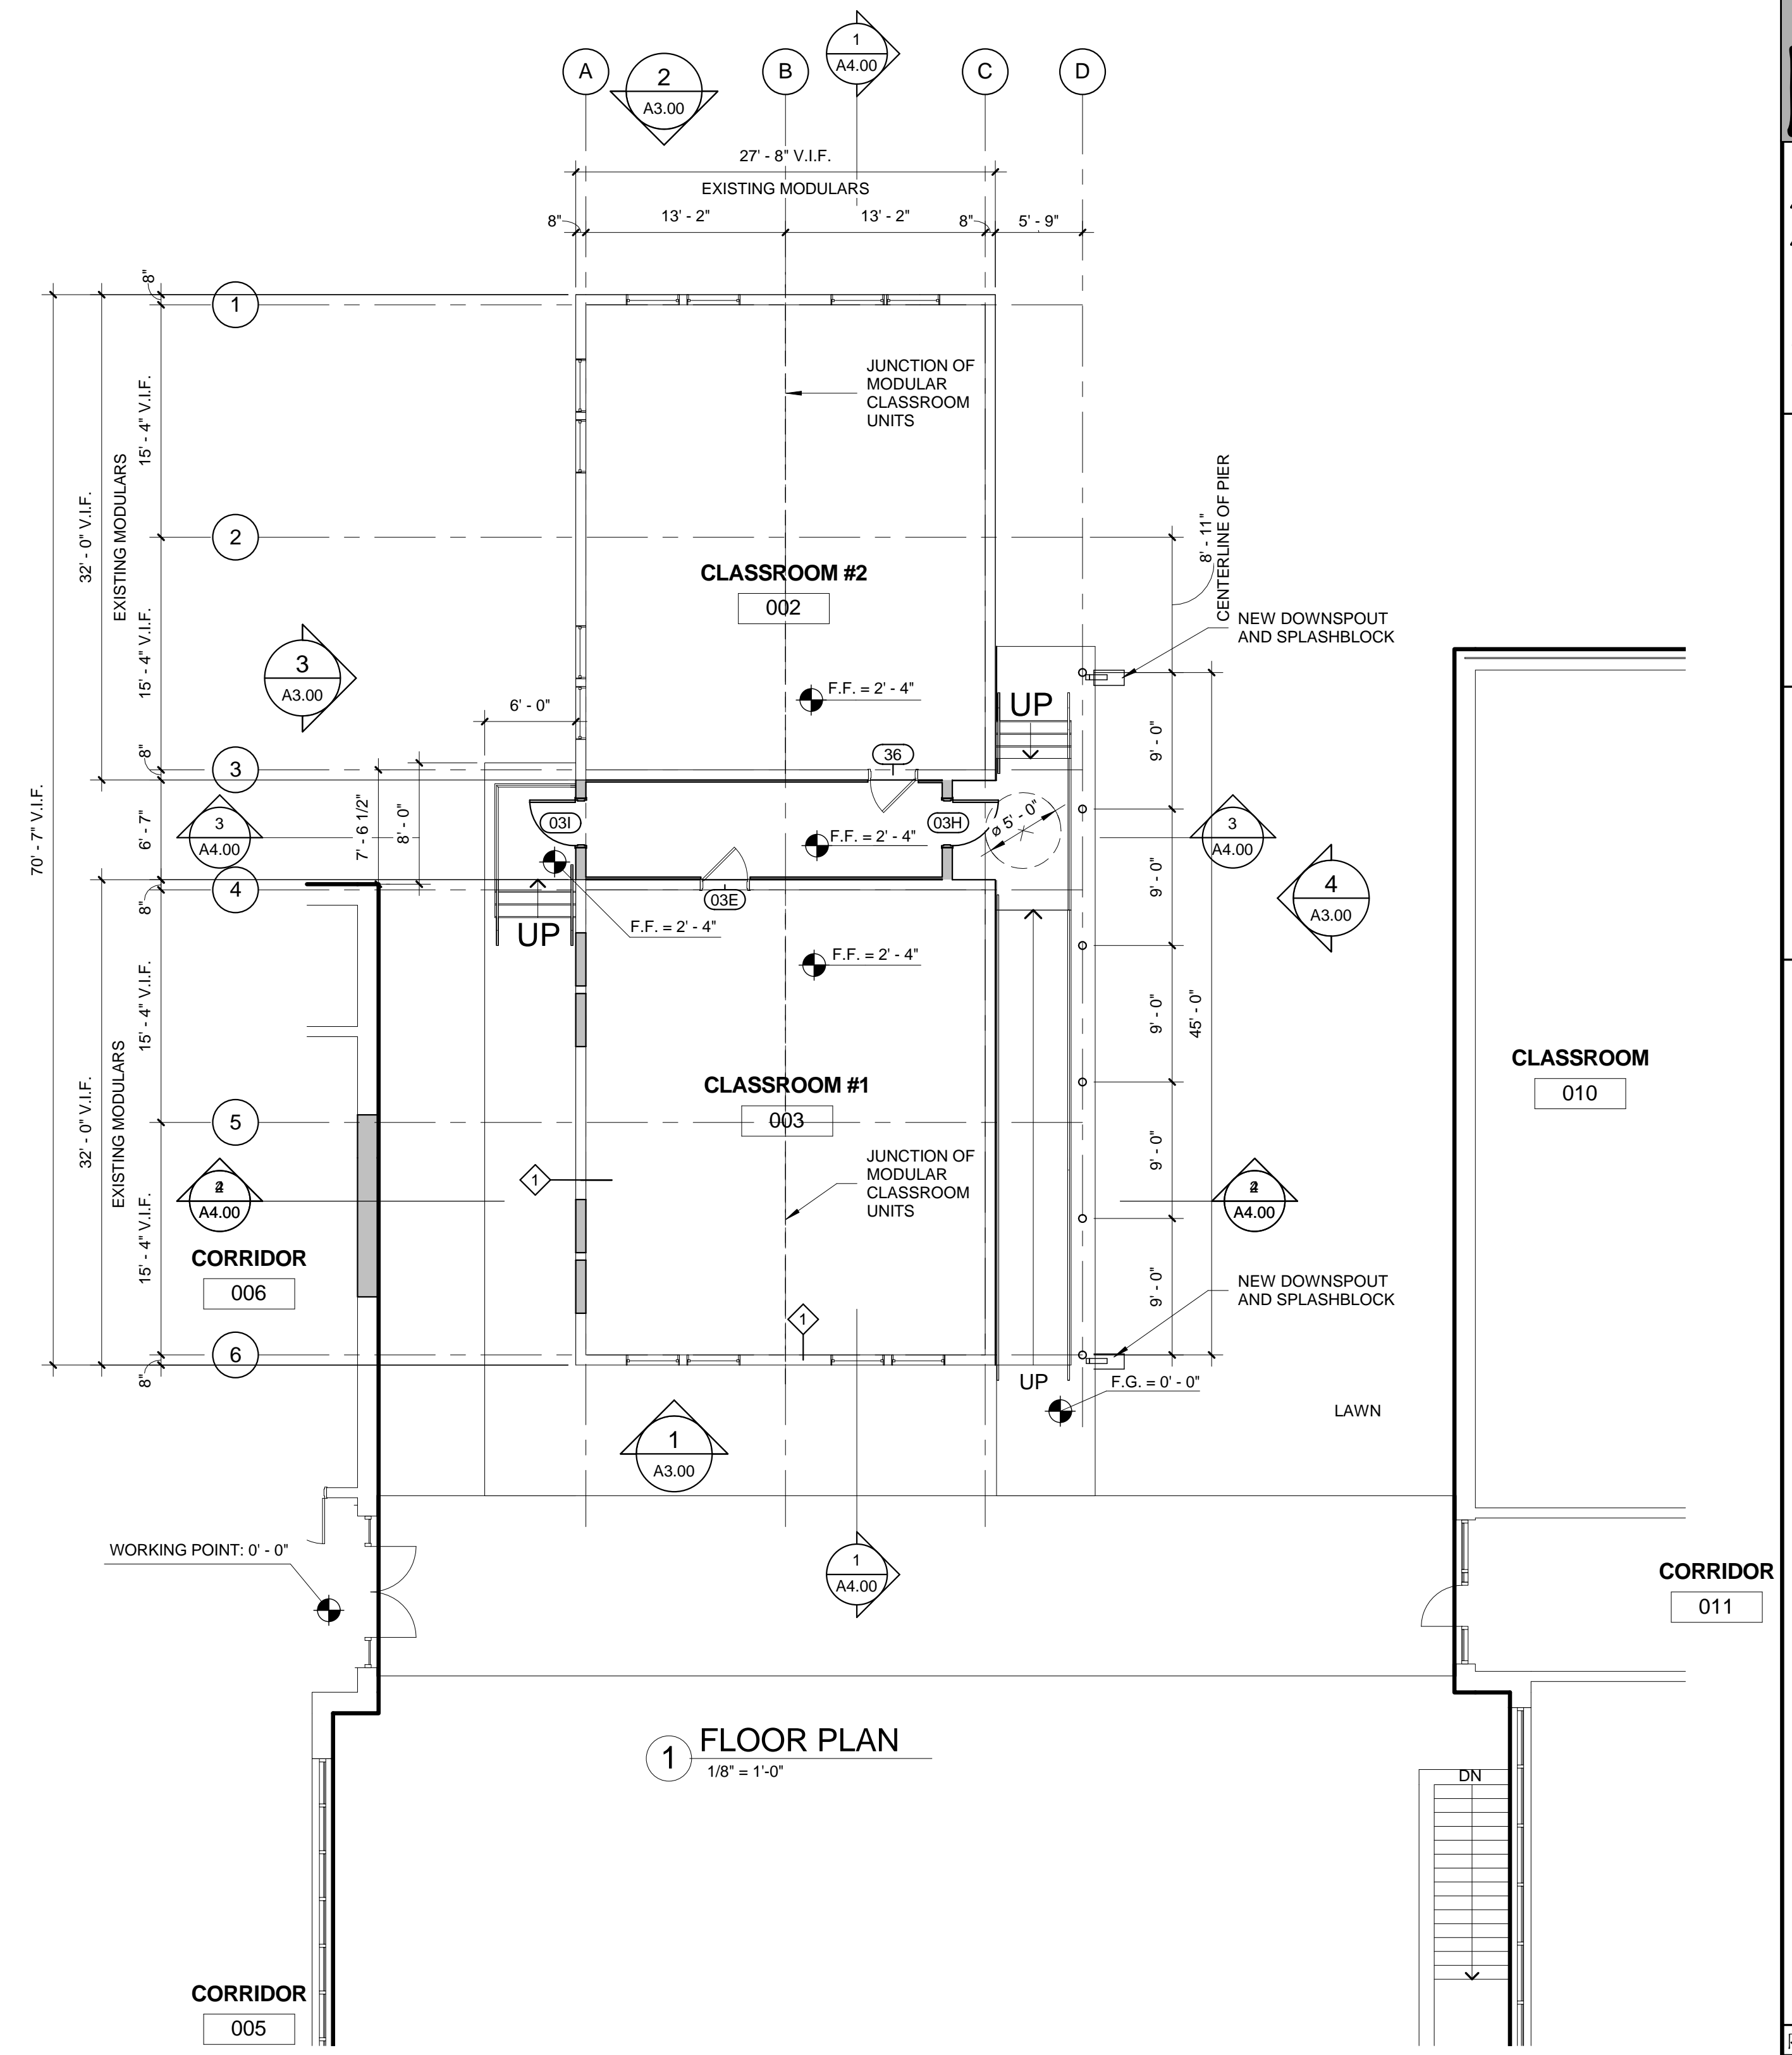 A
B
C
D
2
A3.00
1
A4.00
27' - 8" V.I.F.
EXISTING MODULARS
8"
13' - 2"
13' - 2"
8"
5' - 9"
8"
1
15' - 4" V.I.F.
EXISTING MODULARS
32' - 0" V.I.F.
JUNCTION OF
MODULAR
CLASSROOM
UNITS
2
8' - 11"
CENTERLINE OF PIER
CLASSROOM #2
002
NEW DOWNSPOUT
AND SPLASHBLOCK
3
A3.00
15' - 4" V.I.F.
F.F. = 2' - 4"
6' - 0"
UP
9' - 0"
8"
3
36
70' - 7" V.I.F.
6' - 7"
3
A4.00
7' - 6 1/2"
8' - 0"
03I
F.F. = 2' - 4"
03H
ø 5' - 0"
3
A4.00
8"
4
03E
9' - 0"
4
A3.00
UP
F.F. = 2' - 4"
F.F. = 2' - 4"
15' - 4" V.I.F.
EXISTING MODULARS
32' - 0" V.I.F.
9' - 0"
45' - 0"
CLASSROOM
010
CLASSROOM #1
003
5
JUNCTION OF
MODULAR
CLASSROOM
UNITS
9' - 0"
1
A4.00
A4.00
15' - 4" V.I.F.
CORRIDOR
006
NEW DOWNSPOUT
AND SPLASHBLOCK
9' - 0"
1
6
8"
UP
F.G. = 0' - 0"
LAWN
1
A3.00
WORKING POINT: 0' - 0"
1
A4.00
CORRIDOR
011
1
FLOOR PLAN
1/8" = 1'-0"
DN
CORRIDOR
005